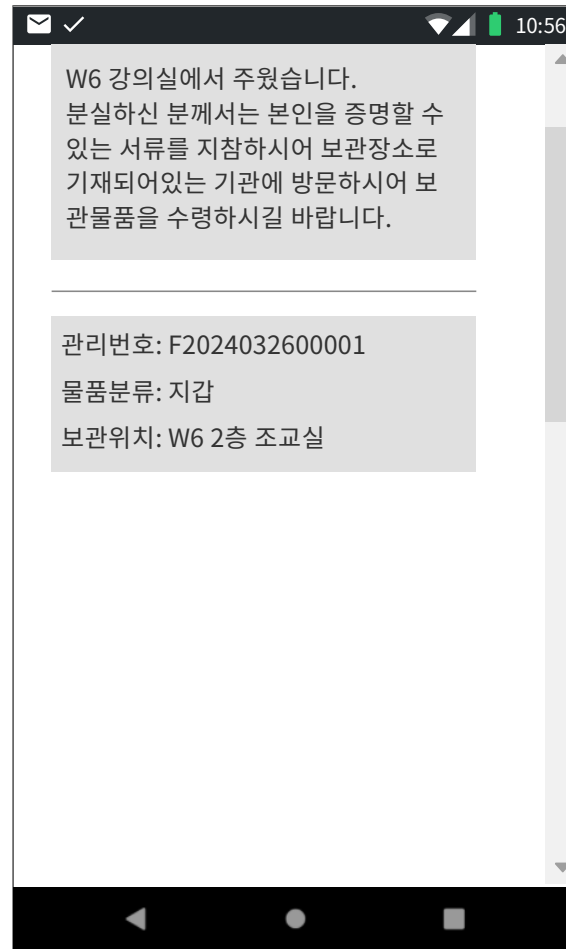 10:56
W6 강의실에서 주웠습니다.
분실하신 분께서는 본인을 증명할 수
있는 서류를 지참하시어 보관장소로
기재되어있는 기관에 방문하시어 보
관물품을 수령하시길 바랍니다.
관리번호: F2024032600001
물품분류: 지갑
보관위치: W6 2층 조교실